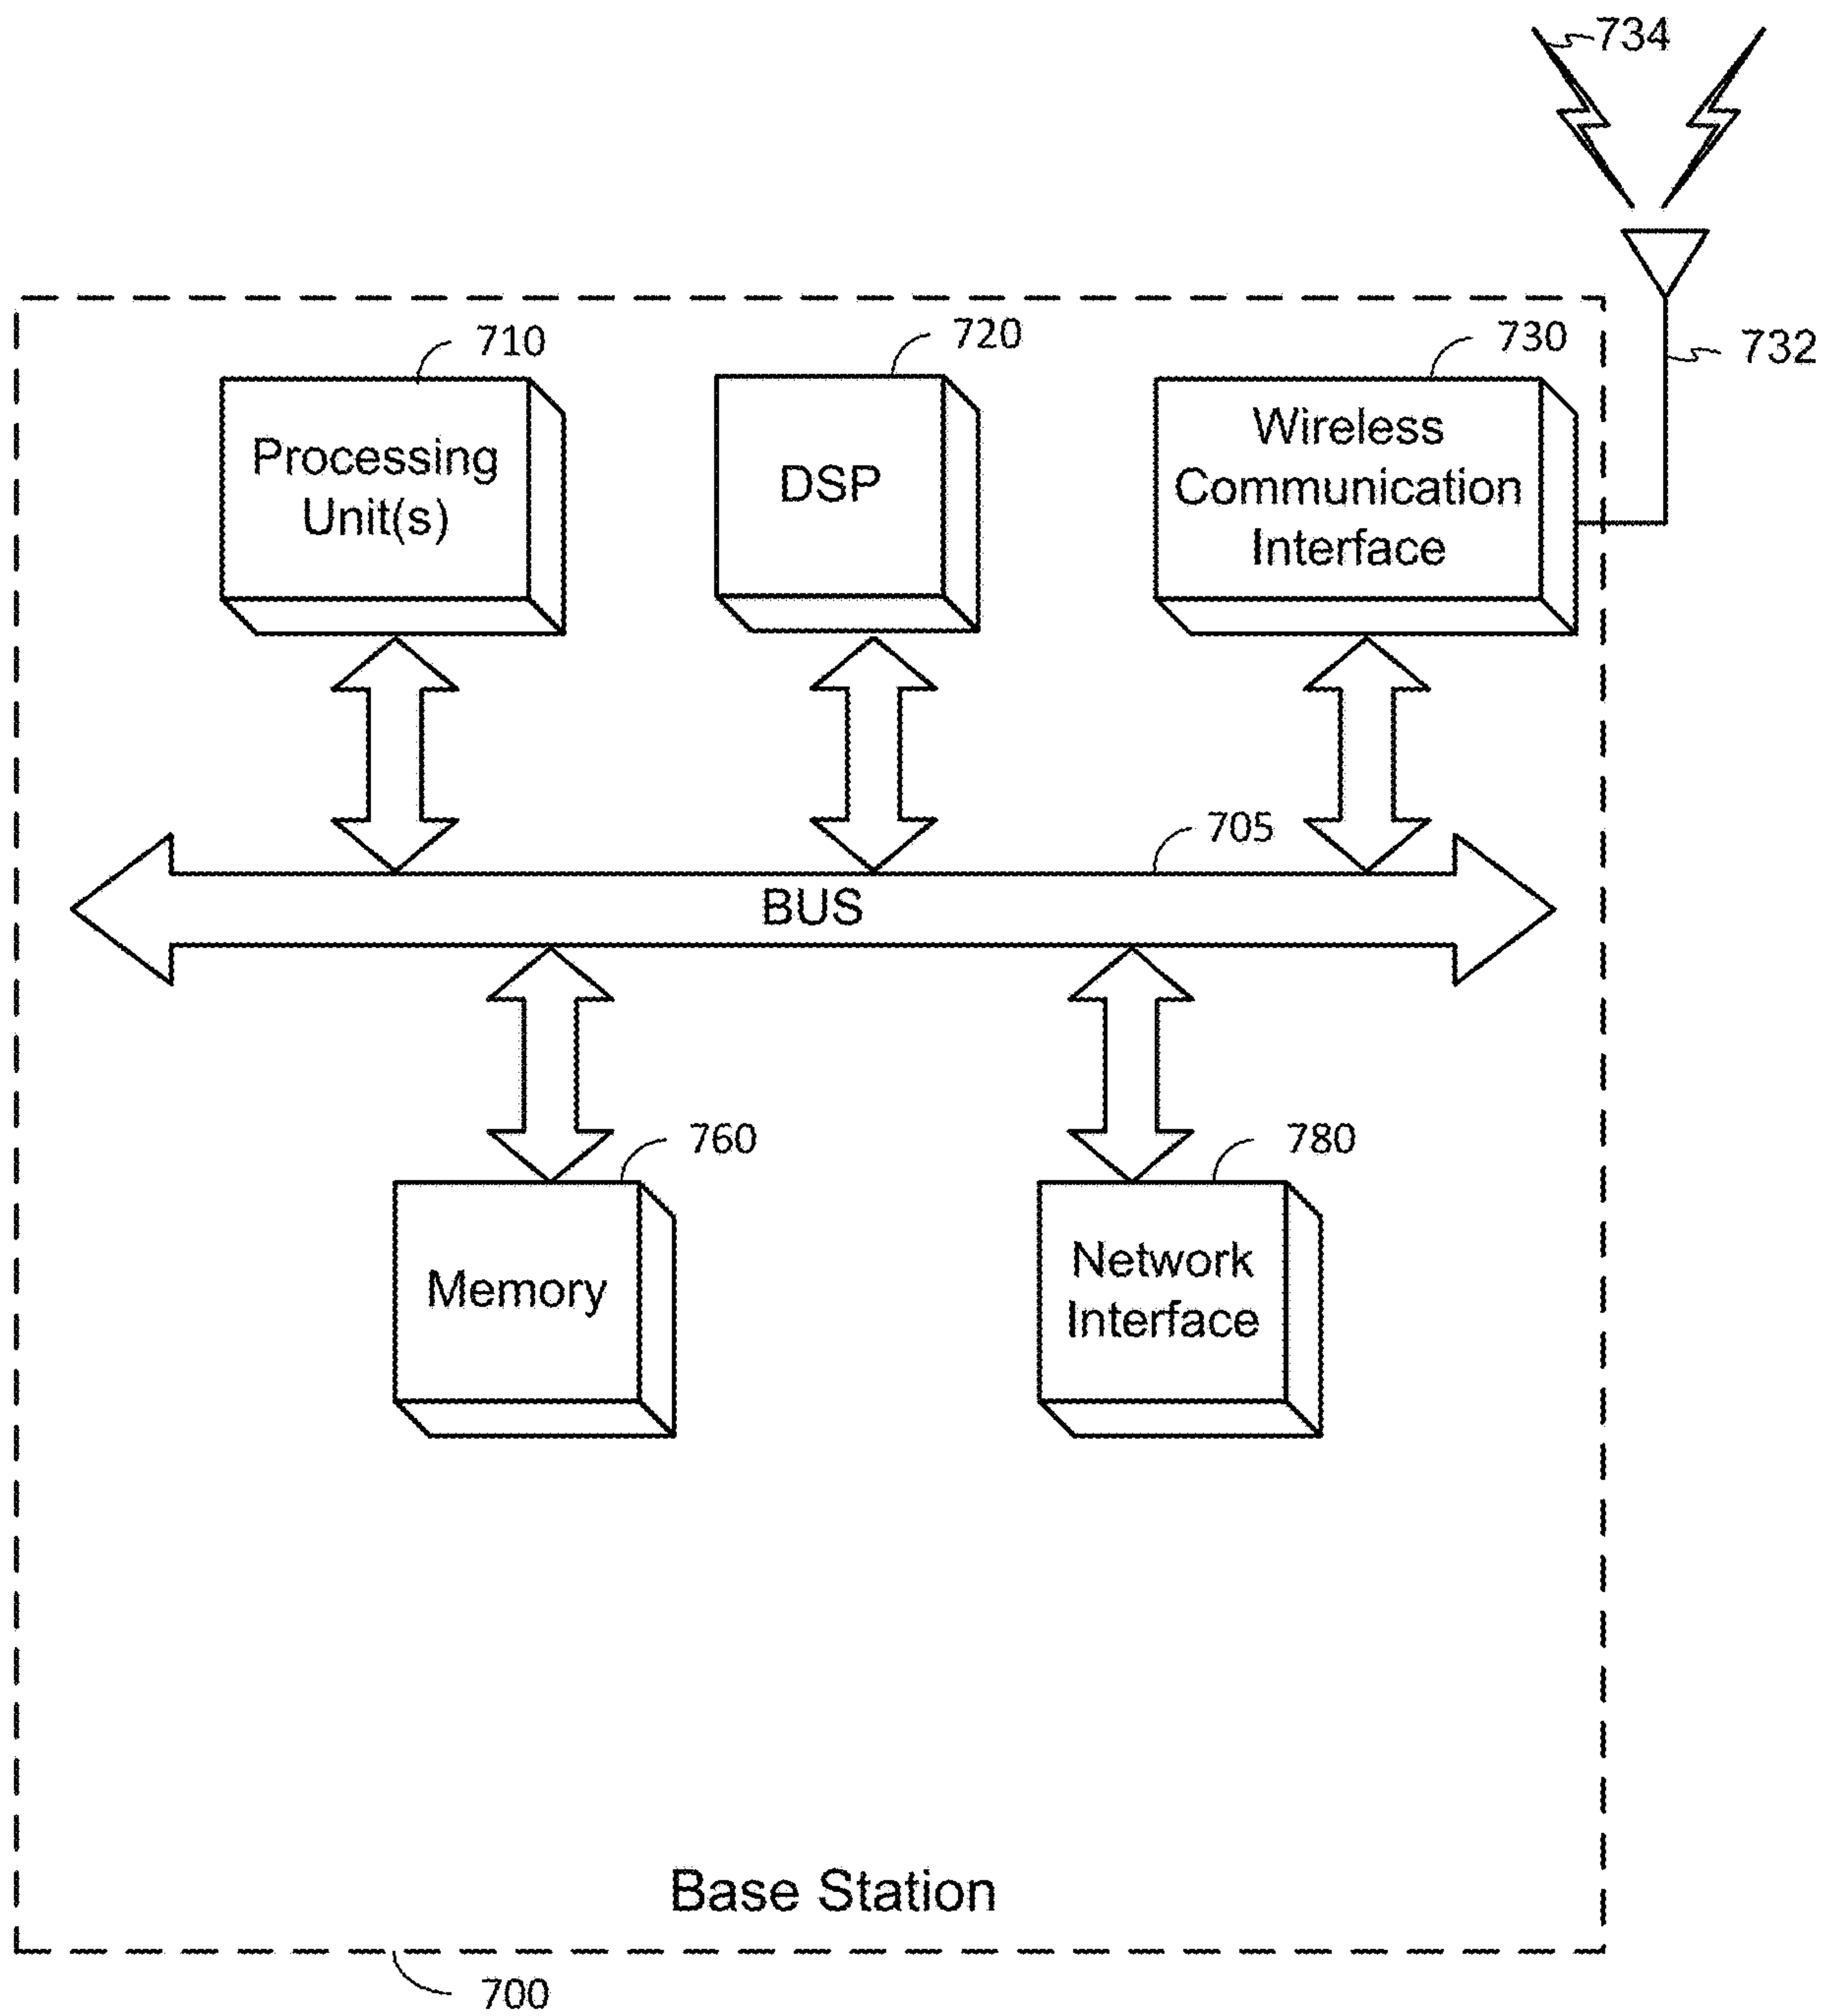 734
732
710
720
730
Processing
Unit(s)
DSP
Wireless
Communication
Interface
705
BUS
760
780
Memory
Network
Interface
Base Station
700